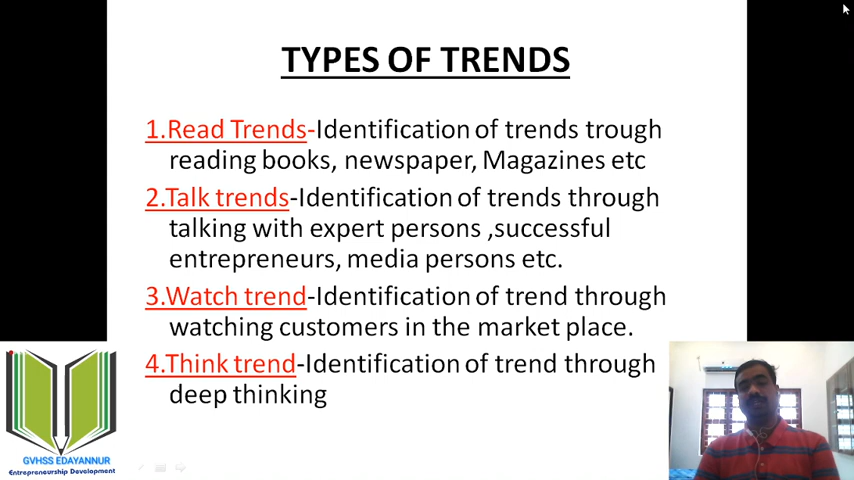 TYPES OF TRENDS
1.Read Trends-Identification of trends trough
reading books, newspaper, Magazines etc
2.Talk trends-Identification of trends through
talking with expert persons ,successful
entrepreneurs, media persons etc.
3.Watch trend-Identification of trend through
watching customers in the market place.
4.Think trend-Identification of trend through
deep thinking
GVHSS EDAYANNUR
Entrepreneurship Development